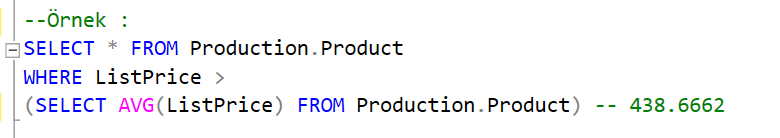 --Örnek :
SELECT * FROM Production.Product
WHERE ListPrice >
(SELECT AVG(ListPrice) FROM Production.Product) -- 438.6662